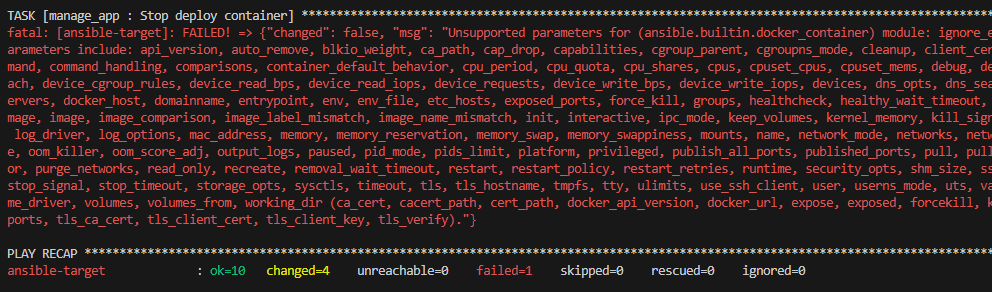 TASK [manage_app : Stop deploy container] ****************************************************************************************************
fatal: [ansible-target]: FAILED! => {"changed": false, "msg": "Unsupported parameters for (ansible.builtin.docker_container) module: ignore_e
arameters include: api_version, auto_remove, blkio_weight, ca_path, cap_drop, capabilities, cgroup_parent, cgroupns_mode, cleanup, client_cer
mand, command_handling, comparisons, container_default_behavior, cpu_period, cpu_quota, cpu_shares, cpus, cpuset_cpus, cpuset_mems, debug, de
ach, device_cgroup_rules, device_read_bps, device_read_iops, device_requests, device_write_bps, device_write_iops, devices, dns_opts, dns_sea
ervers, docker_host, domainname, entrypoint, env, env_file, etc_hosts, exposed_ports, force_kill, groups, healthcheck, healthy_wait_timeout,
mage, image, image_comparison, image_label_mismatch, image_name_mismatch, init, interactive, ipc_mode, keep_volumes, kernel_memory, kill_sign
log_driver, log_options, mac_address, memory, memory_reservation, memory_swap, memory_swappiness, mounts, name, network_mode, networks, netw
e, oom_killer, oom_score_adj, output_logs, paused, pid_mode, pids_limit, platform, privileged, publish_all_ports, published_ports, pull, pull
or, purge_networks, read_only, recreate, removal_wait_timeout, restart, restart_policy, restart_retries, runtime, security_opts, shm_size, ss
stop_signal, stop_timeout, storage_opts, sysctls, timeout, tls, tls_hostname, tmpfs, tty, ulimits, use_ssh_client, user, userns_mode, uts, va
me_driver, volumes, volumes_from, working_dir (ca_cert, cacert_path, cert_path, docker_api_version, docker_url, expose, exposed, forcekill, k
ports, tls_ca_cert, tls_client_cert, tls_client_key, tls_verify)."}
PLAY RECAP ***********************************************************************************************************************************
ansible-target : ok=10 changed=4 unreachable=0 failed=1 skipped=0 rescued=0 ignored=0